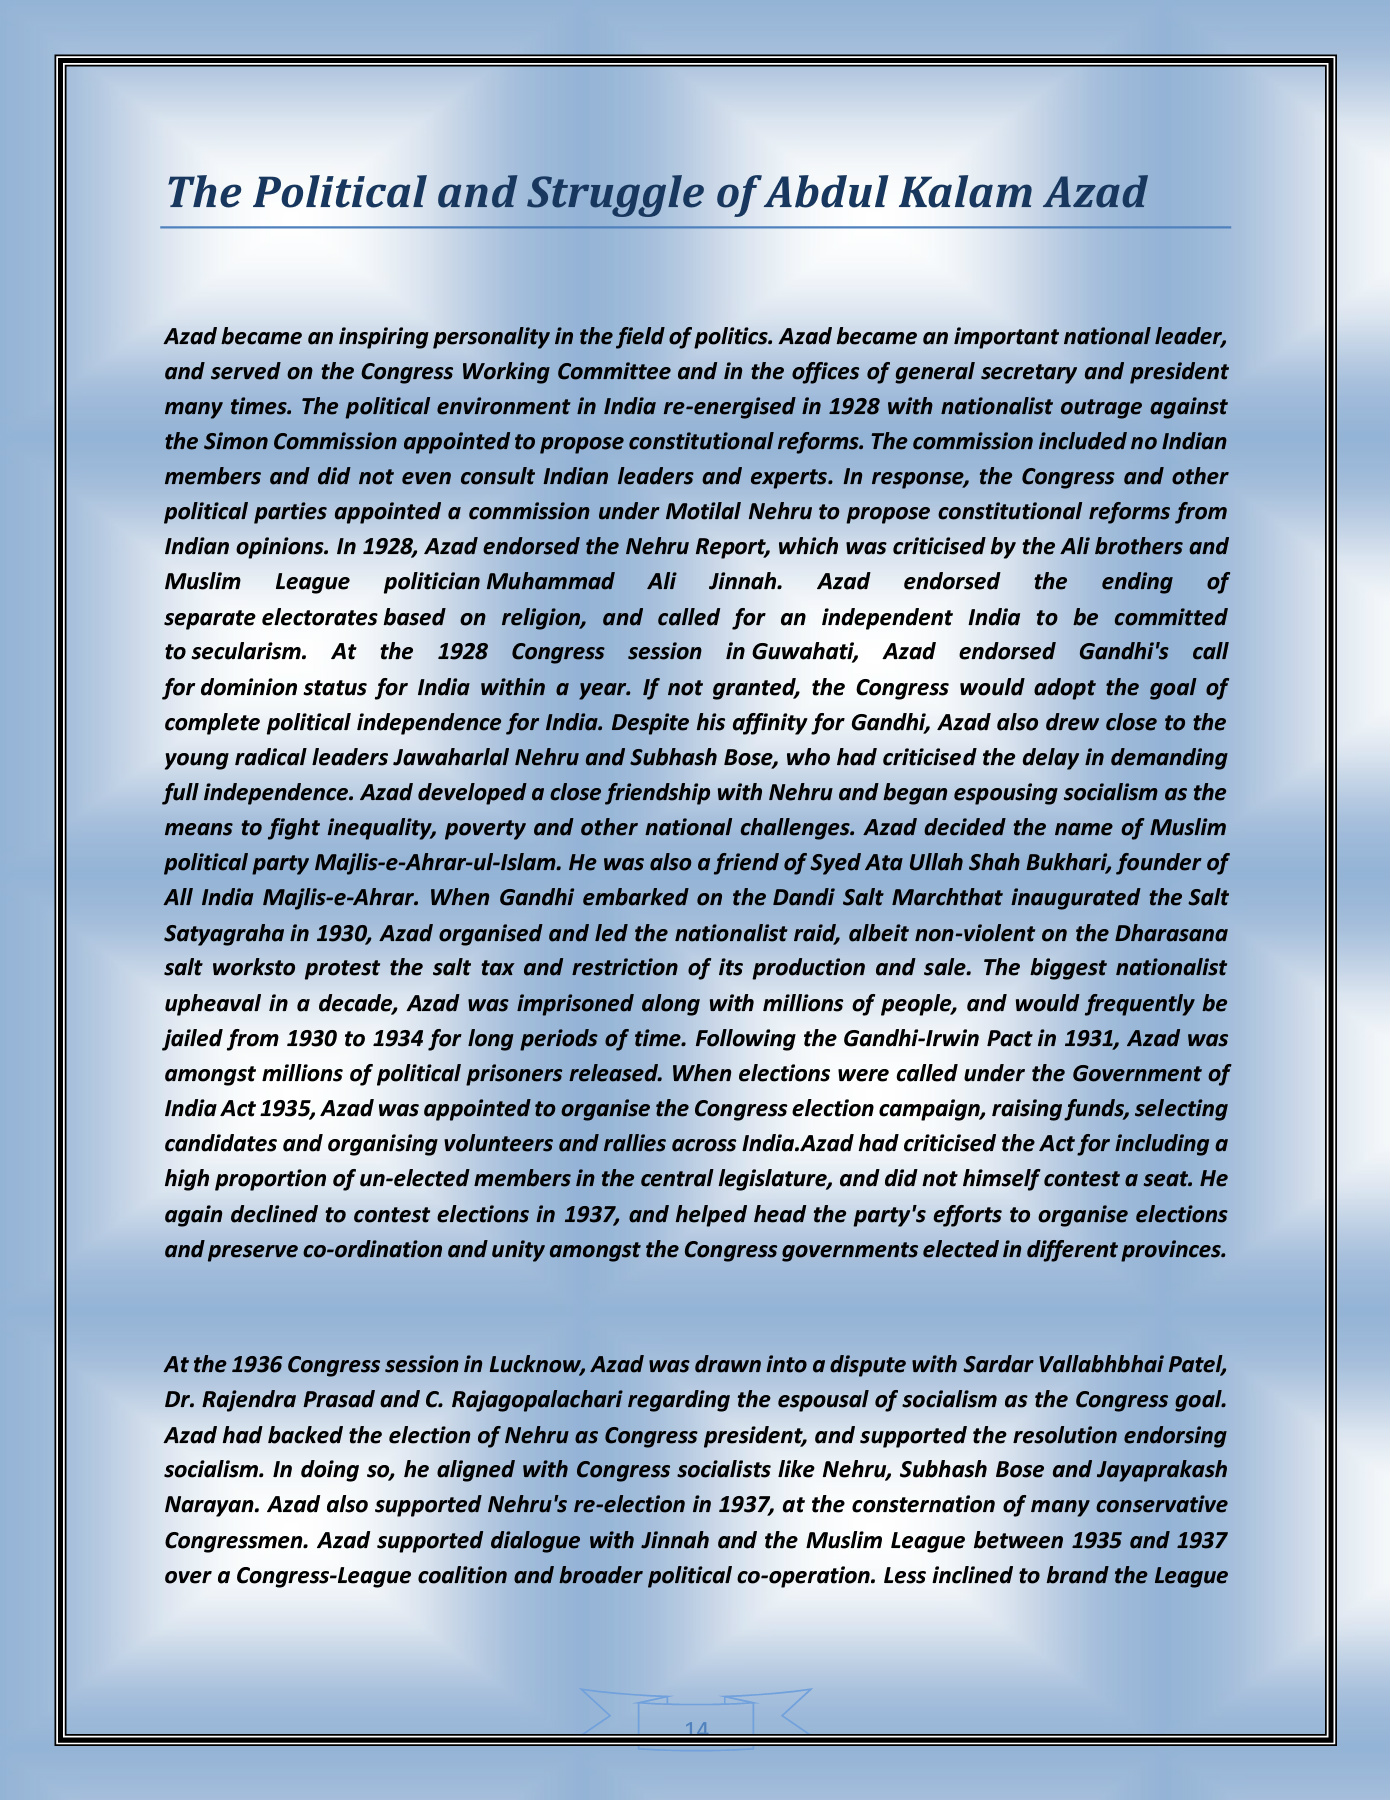 The Political and Struggle of Abdul Kalam Azad
Azad became an inspiring personality in the field of politics. Azad became an important national leader,
and served on the Congress Working Committee and in the offices of general secretary and president
many times. The political environment in India re-energised in 1928 with nationalist outrage against
the Simon Commission appointed to propose constitutional reforms. The commission included no Indian
members and did not even consult Indian leaders and experts. In response, the Congress and other
political parties appointed a commission under Motilal Nehru to propose constitutional reforms from
Indian opinions. In 1928, Azad endorsed the Nehru Report, which was criticised by the Ali brothers and
Muslim League politician Muhammad Ali Jinnah. Azad endorsed the ending of
separate electorates based on religion, and called for an independent India to be committed
to secularism. At the 1928 Congress session in Guwahati, Azad endorsed Gandhi's call
for dominion status for India within a year. If not granted, the Congress would adopt the goal of
complete political independence for India. Despite his affinity for Gandhi, Azad also drew close to the
young radical leaders Jawaharlal Nehru and Subhash Bose, who had criticised the delay in demanding
full independence. Azad developed a close friendship with Nehru and began espousing socialism as the
means to fight inequality, poverty and other national challenges. Azad decided the name of Muslim
political party Majlis-e-Ahrar-ul-Islam. He was also a friend of Syed Ata Ullah Shah Bukhari, founder of
All India Majlis-e-Ahrar. When Gandhi embarked on the Dandi Salt Marchthat inaugurated the Salt
Satyagraha in 1930, Azad organised and led the nationalist raid, albeit non-violent on the Dharasana
salt worksto protest the salt tax and restriction of its production and sale. The biggest nationalist
upheaval in a decade, Azad was imprisoned along with millions of people, and would frequently be
jailed from 1930 to 1934 for long periods of time. Following the Gandhi-Irwin Pact in 1931, Azad was
amongst millions of political prisoners released. When elections were called under the Government of
India Act 1935, Azad was appointed to organise the Congress election campaign, raising funds, selecting
candidates and organising volunteers and rallies across India.Azad had criticised the Act for including a
high proportion of un-elected members in the central legislature, and did not himself contest a seat. He
again declined to contest elections in 1937, and helped head the party's efforts to organise elections
and preserve co-ordination and unity amongst the Congress governments elected in different provinces.
At the 1936 Congress session in Lucknow, Azad was drawn into a dispute with Sardar Vallabhbhai Patel,
Dr. Rajendra Prasad and C. Rajagopalachari regarding the espousal of socialism as the Congress goal.
Azad had backed the election of Nehru as Congress president, and supported the resolution endorsing
socialism. In doing so, he aligned with Congress socialists like Nehru, Subhash Bose and Jayaprakash
Narayan. Azad also supported Nehru's re-election in 1937, at the consternation of many conservative
Congressmen. Azad supported dialogue with Jinnah and the Muslim League between 1935 and 1937
over a Congress-League coalition and broader political co-operation. Less inclined to brand the League
14